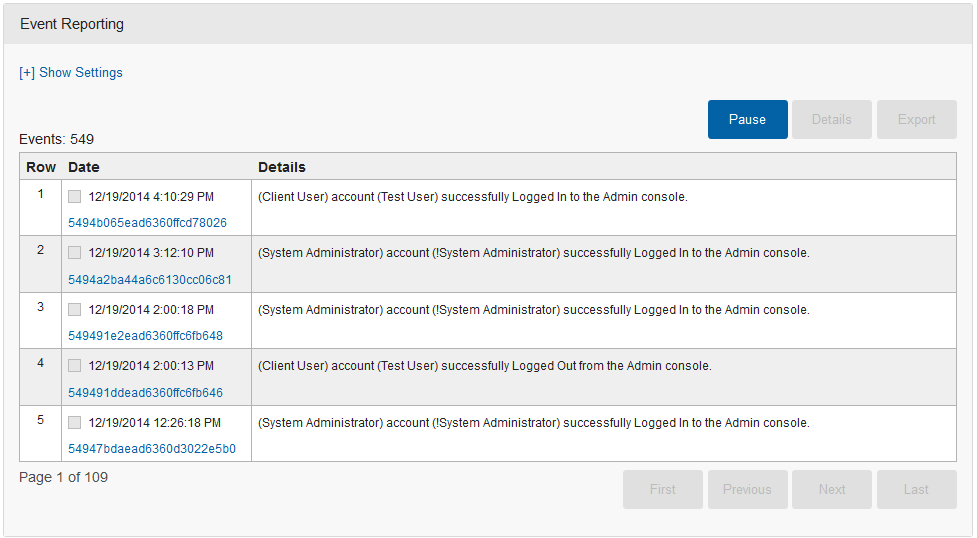 Event Reporting
[+] Show Settings
Pause Details Export
Events: 549
Row Date Details
1 12/19/2014 4:10:29 PM (Client User) account (Test User) successfully Logged In to the Admin console.
5494b065ead6360ffcd78026
2 12/19/2014 3:12:10 PM (System Administrator) account (!System Administrator) successfully Logged In to the Admin console.
5494a2ba44a6c6130cc06c81
3 12/19/2014 2:00:18 PM (System Administrator) account (!System Administrator) successfully Logged In to the Admin console.
549491e2ead6360ffc6fb648
4 12/19/2014 2:00:13 PM (Client User) account (Test User) successfully Logged Out from the Admin console.
549491ddead6360ffc6fb646
5 12/19/2014 12:26:18 PM (System Administrator) account (!System Administrator) successfully Logged In to the Admin console.
54947bdaead6360d3022e5b0
Page 1 of 109
First Previous Next Last